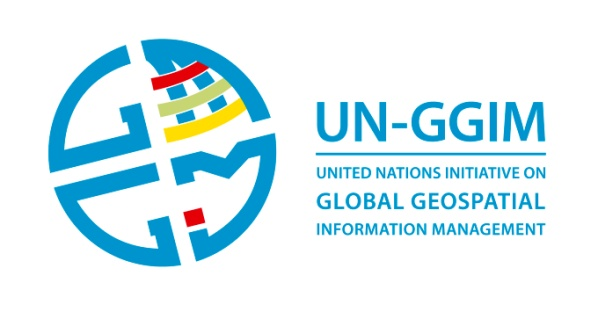 UN-GGIM
UNITED NATIONS INITIATIVE ON
GLOBAL GEOSPATIAL
INFORMATION MANAGEMENT